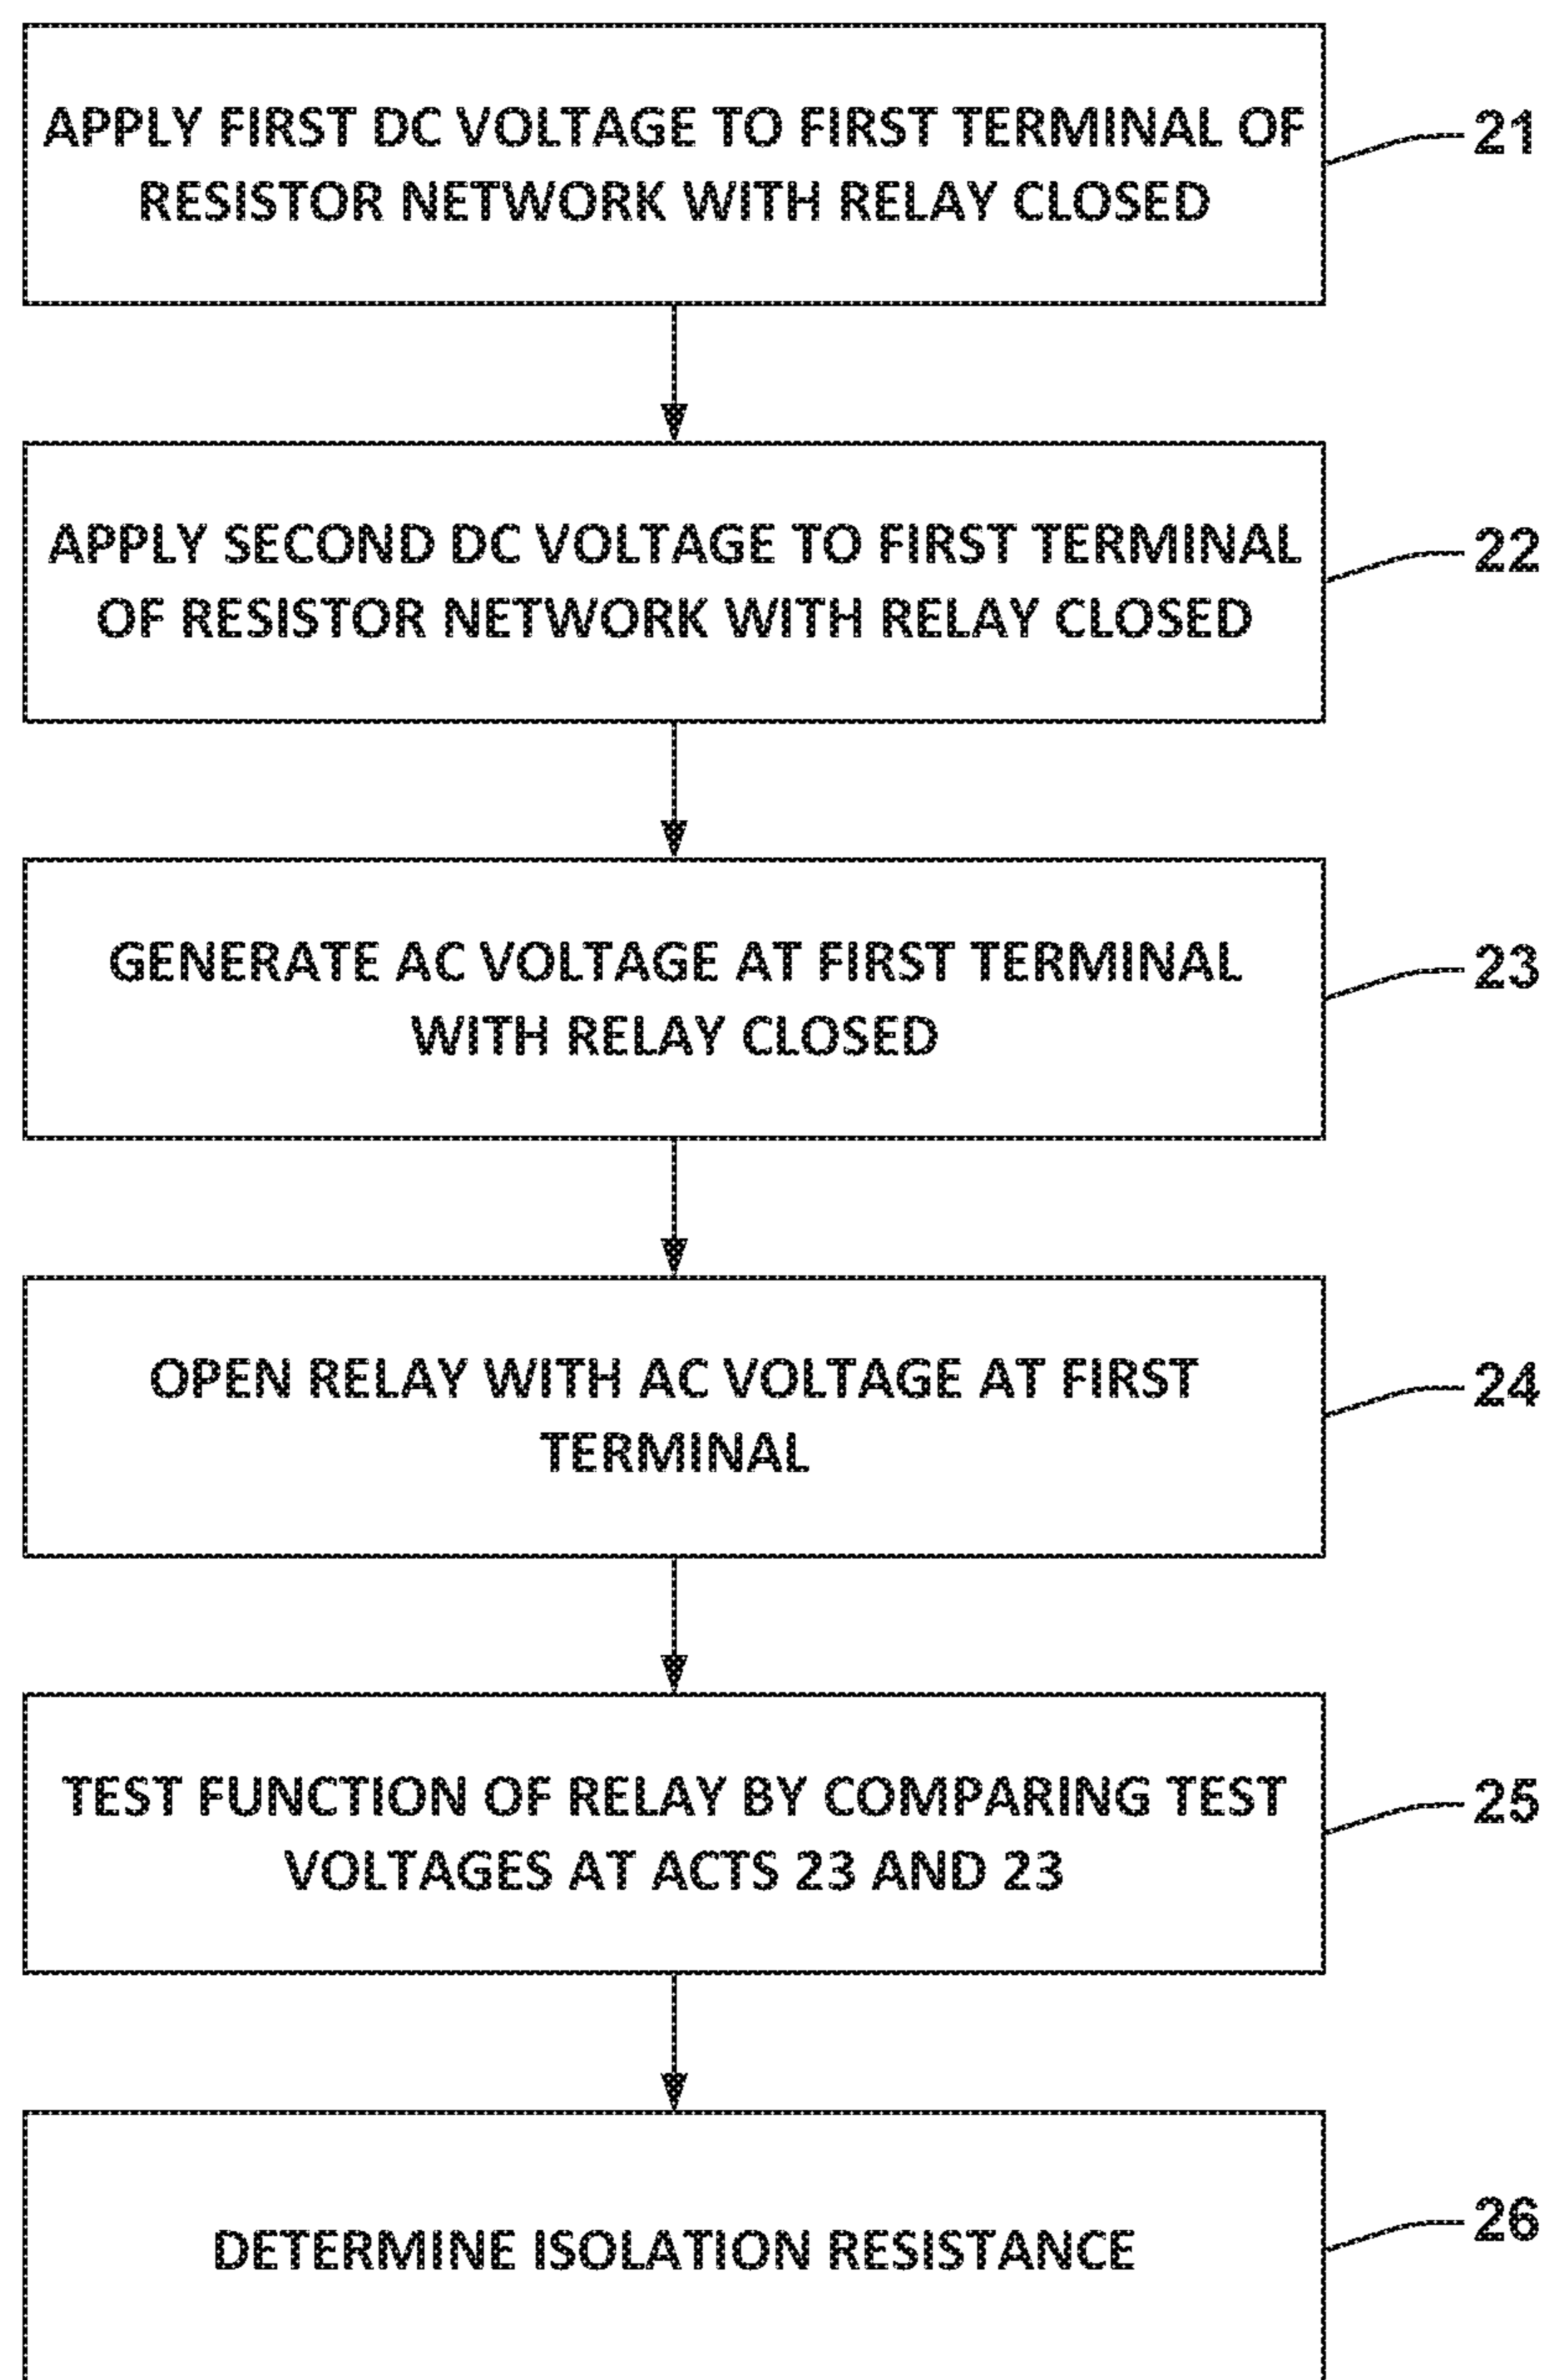 APPLY FIRST DC VOLTAGE TO FIRST TERMINAL OF
RESISTOR NETWORK WITH RELAY CLOSED
21
APPLY SECOND DC VOLTAGE TO FIRST TERMINAL
OF RESISTOR NETWORK WITH RELAY CLOSED
22
GENERATE AC VOLTAGE AT FIRST TERMINAL
WITH RELAY CLOSED
23
OPEN RELAY WITH AC VOLTAGE AT FIRST
TERMINAL
24
TEST FUNCTION OF RELAY BY COMPARING TEST
VOLTAGES AT ACTS 23 AND 23
25
DETERMINE ISOLATION RESISTANCE
26